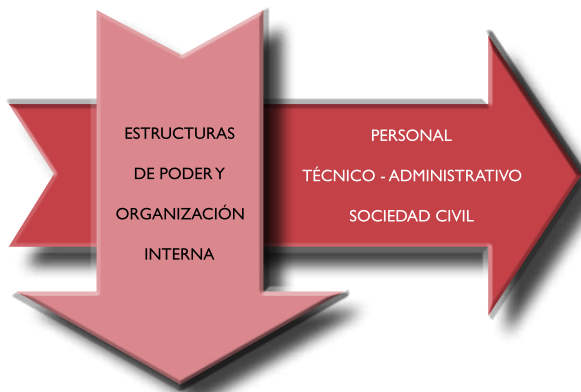 ESTRUCTURAS
DE PODER Y
ORGANIZACIÓN
INTERNA
PERSONAL
TÉCNICO - ADMINISTRATIVO
SOCIEDAD CIVIL